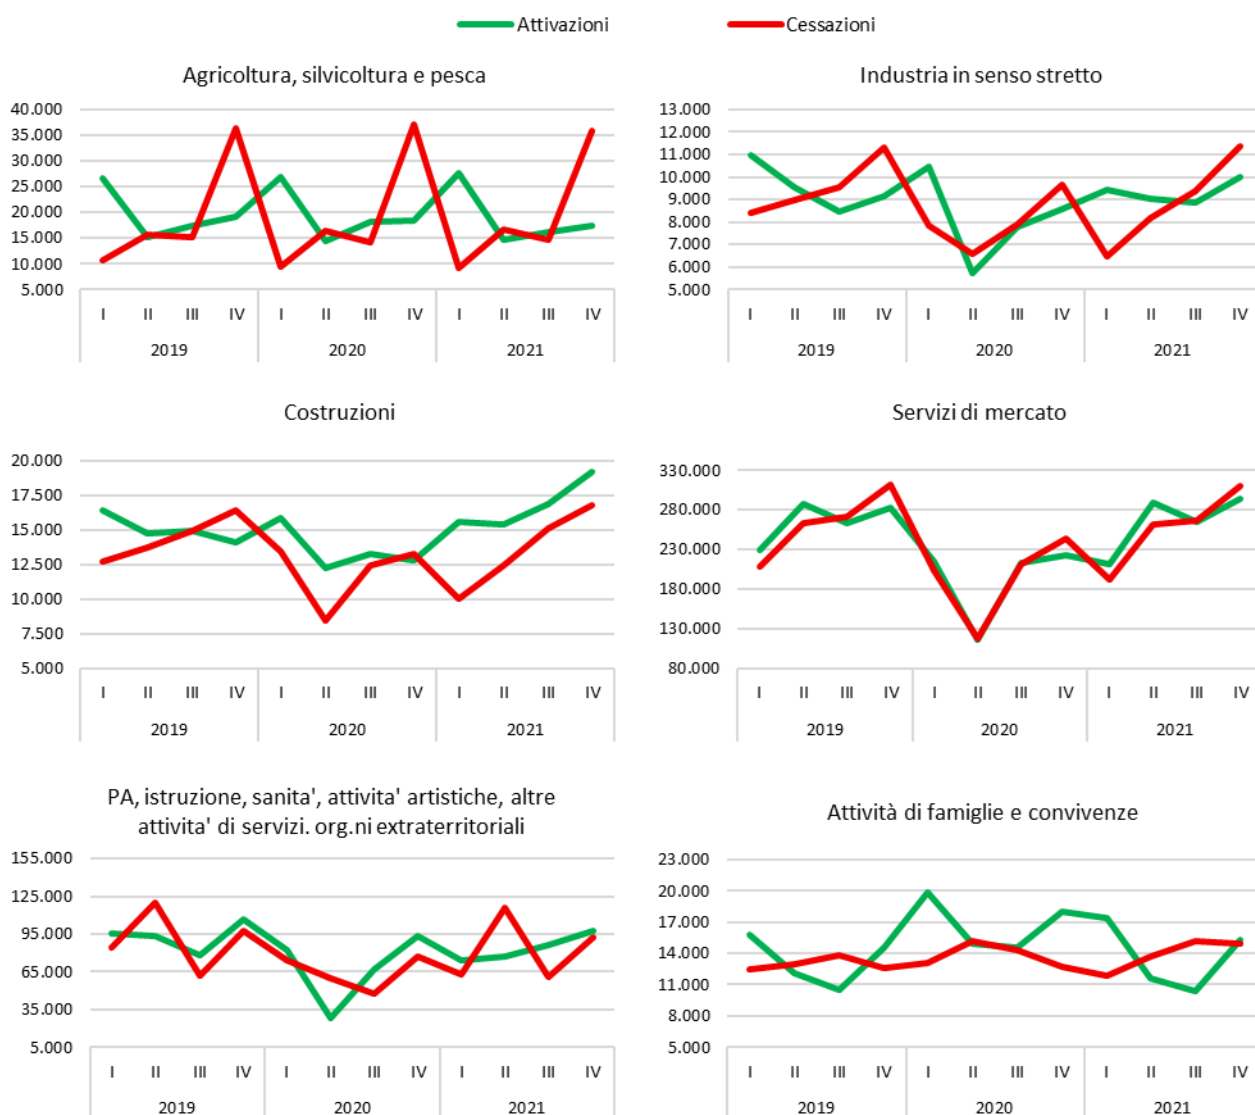 Attivazioni Cessazioni
Agricoltura, silvicoltura e pesca
40.000
35.000
30.000
25.000
20.000
15.000
10.000
5.000
I II III IV I II III IV I II III IV
2019 2020 2021
Industria in senso stretto
13.000
12.000
11.000
10.000
9.000
8.000
7.000
6.000
5.000
I II III IV I II III IV I II III IV
2019 2020 2021
Costruzioni
20.000
17.500
15.000
12.500
10.000
7.500
5.000
I II III IV I II III IV I II III IV
2019 2020 2021
Servizi di mercato
330.000
280.000
230.000
180.000
130.000
80.000
I II III IV I II III IV I II III IV
2019 2020 2021
PA, istruzione, sanita', attivita' artistiche, altre
attivita' di servizi. org.ni extraterritoriali
155.000
125.000
95.000
65.000
35.000
5.000
I II III IV I II III IV I II III IV
2019 2020 2021
Attività di famiglie e convivenze
23.000
20.000
17.000
14.000
11.000
8.000
5.000
I II III IV I II III IV I II III IV
2019 2020 2021